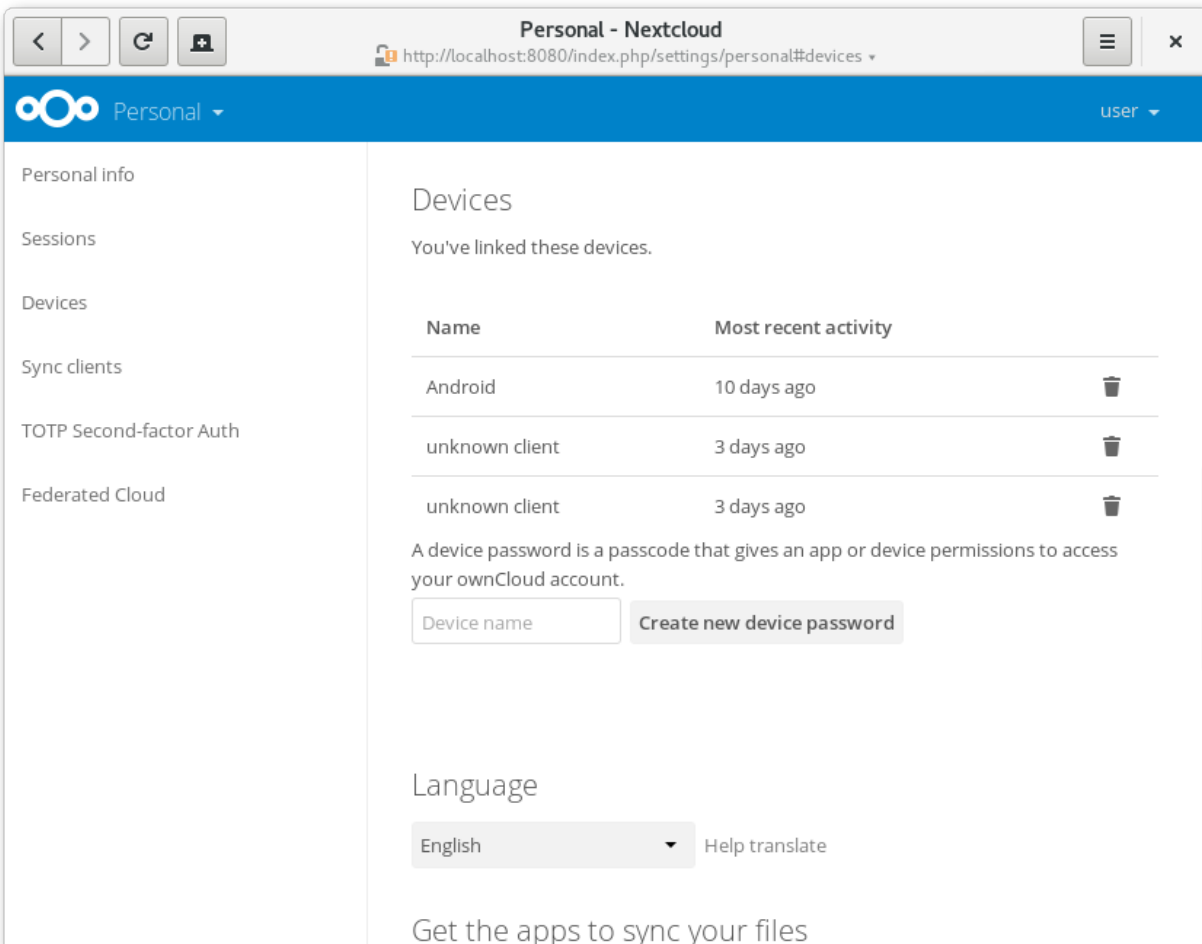 Personal - Nextcloud
http://localhost:8080/index.php/settings/personal#devices
Personal
user
Personal info
Sessions
Devices
Sync clients
TOTP Second-factor Auth
Federated Cloud
Devices
You've linked these devices.
Name Most recent activity
Android 10 days ago
unknown client 3 days ago
unknown client 3 days ago
A device password is a passcode that gives an app or device permissions to access
your ownCloud account.
Device name Create new device password
Language
English Help translate
Get the apps to sync your files